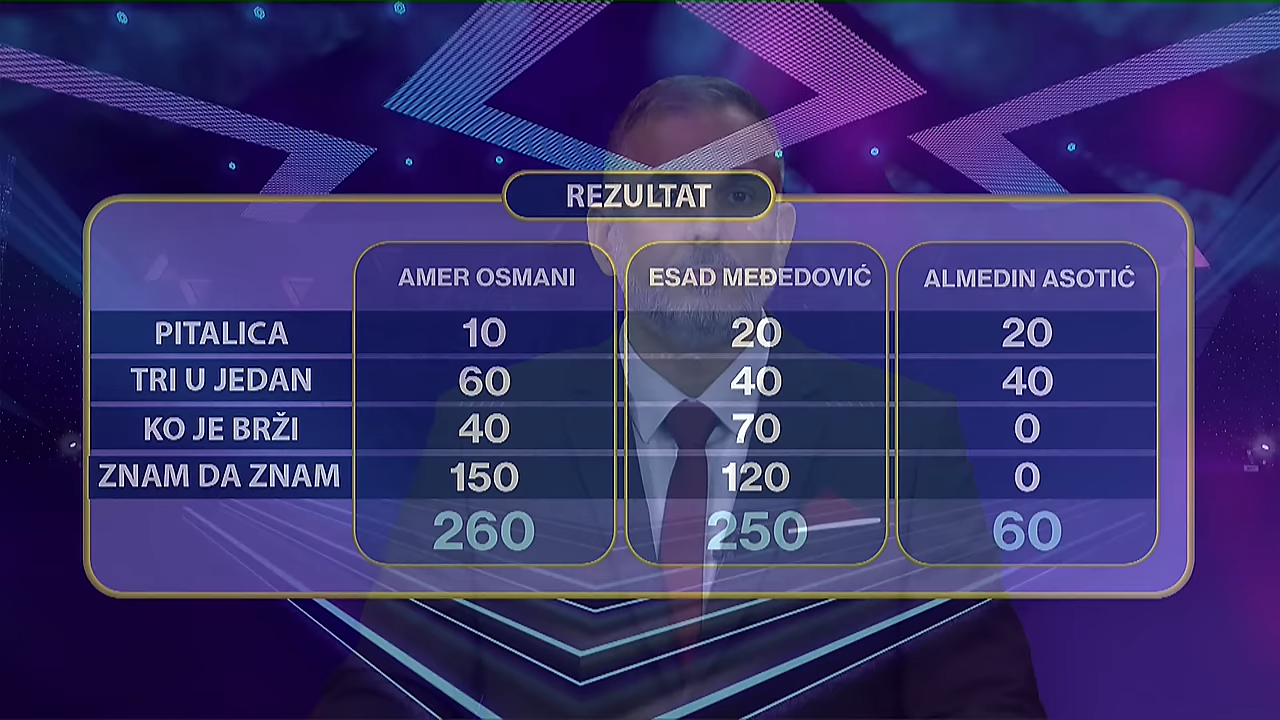 REZULTAT
AMER OSMANI ESAD MEĐEDOVIĆ ALMEDIN ASOTIĆ
PITALICA 10 20 20
TRI U JEDAN 60 40 40
KO JE BRŽI 40 70 0
ZNAM DA ZNAM 150 120 0
260 250 60